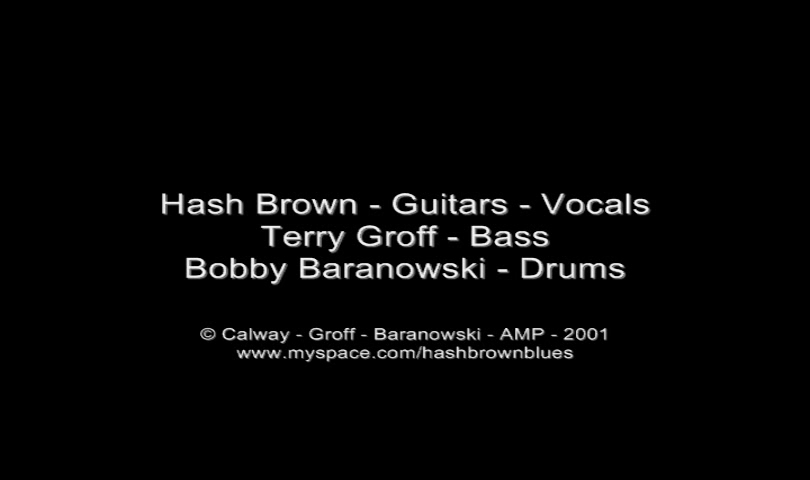 Hash Brown - Guitars - Vocals
Terry Groff - Bass
Bobby Baranowski - Drums
© Calway - Groff - Baranowski - AMP - 2001
www.myspace.com/hashbrownblues